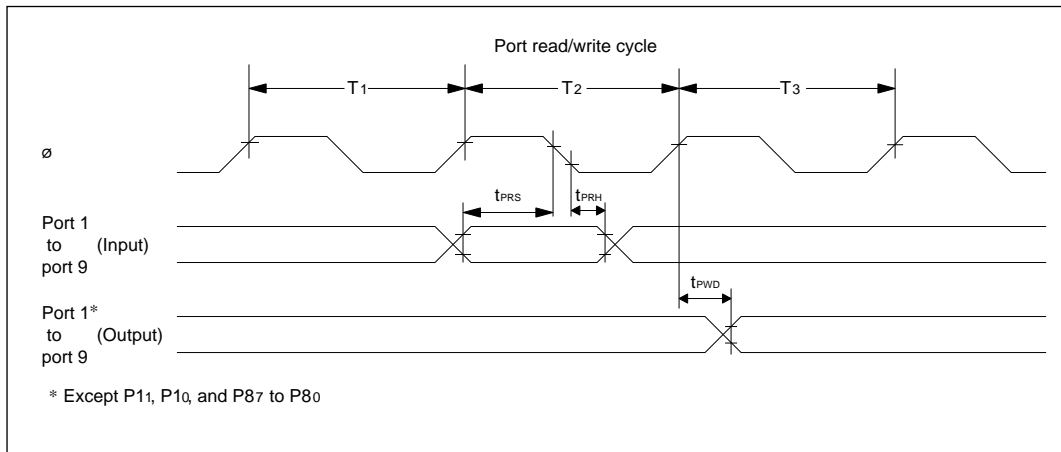 Port read/write cycle
T1 T2 T3
ø
tPRS tPRH
Port 1
to (Input)
port 9
tPWD
Port 1*
to (Output)
port 9
* Except P11, P10, and P87 to P80